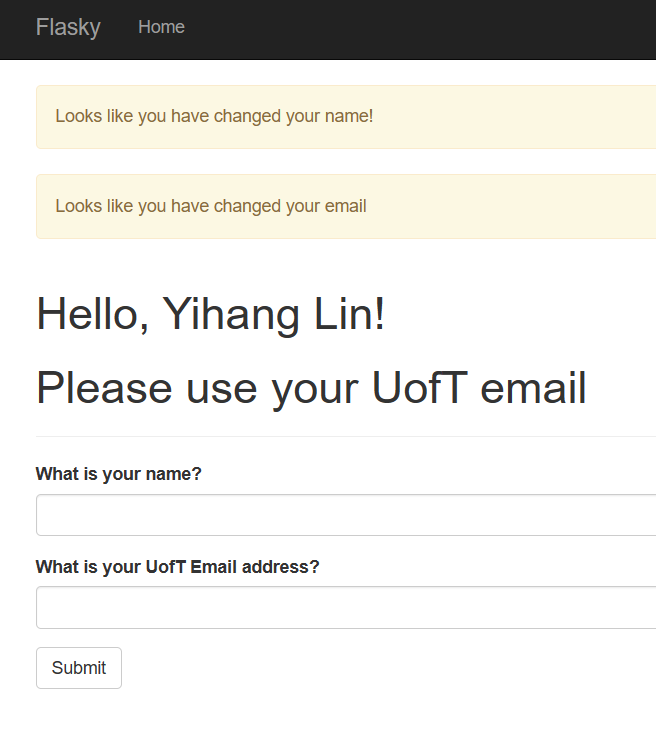 Flasky Home
Looks like you have changed your name!
Looks like you have changed your email
Hello, Yihang Lin!
Please use your UofT email
What is your name?
What is your UofT Email address?
Submit